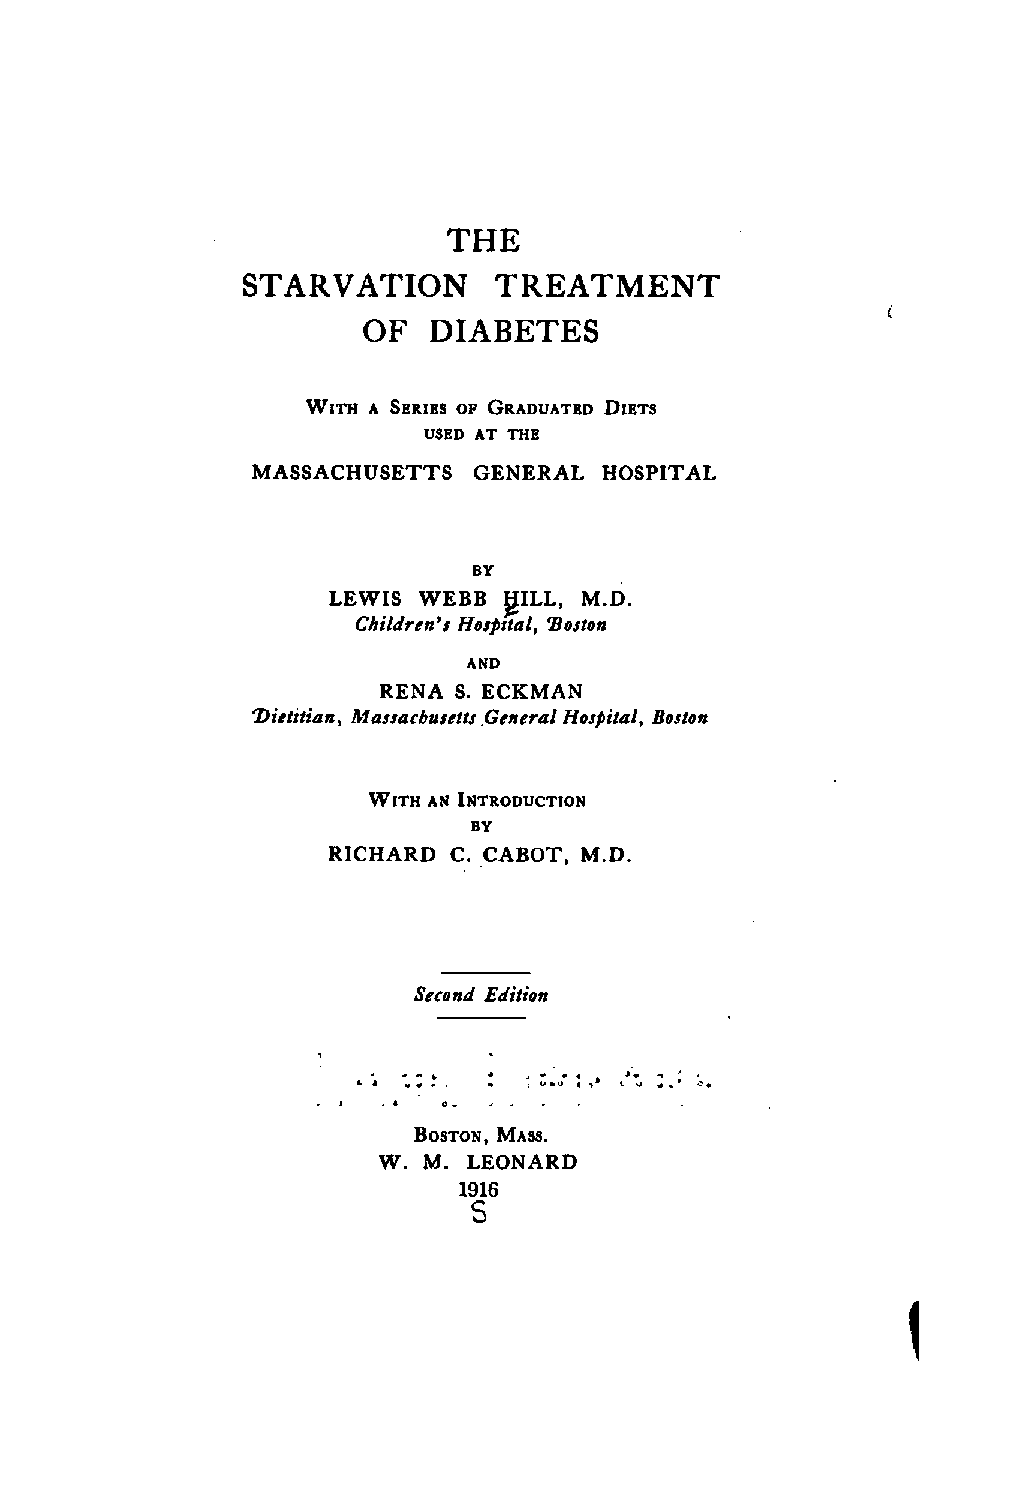 THE
STARVATION TREATMENT
OF DIABETES
WITH A SERIES OF GRADUATED DIETS
USED AT THE
MASSACHUSETTS GENERAL HOSPITAL
BY
LEWIS WEBB HILL, M.D.
Children's Hospital, Boston
AND
RENA S. ECKMAN
Dietitian, Massachusetts General Hospital, Boston
WITH AN INTRODUCTION
BY
RICHARD C. CABOT, M.D.
Second Edition
BOSTON, MASS.
W. M. LEONARD
1916
S